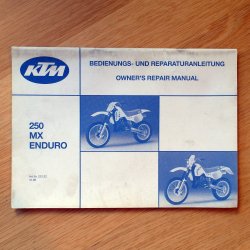 KTM
BEDIENUNGS- UND REPARATURANLEITUNG
OWNER'S REPAIR MANUAL
250
MX
ENDURO